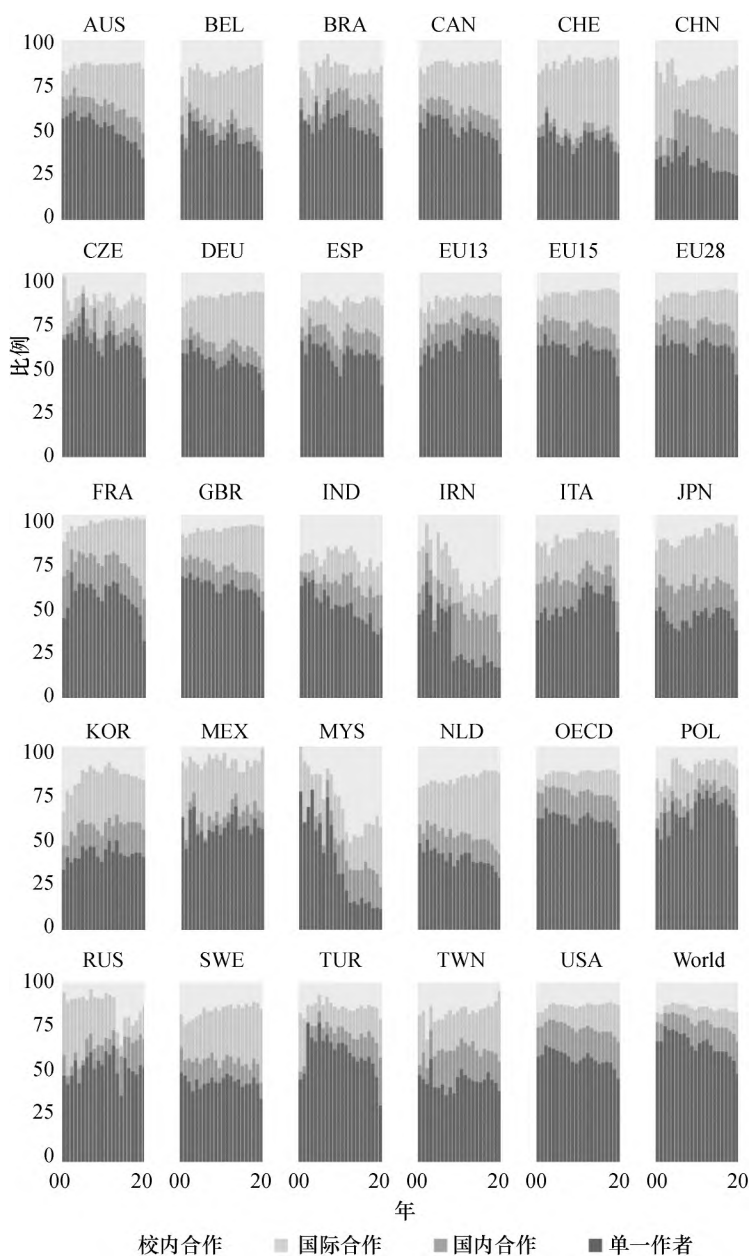 AUS BEL BRA CAN CHE CHN
100
75
50
25
0
CZE DEU ESP EU13 EU15 EU28
100
75
50
25
0
比例
FRA GBR IND IRN ITA JPN
100
75
50
25
0
KOR MEX MYS NLD OECD POL
100
75
50
25
0
RUS SWE TUR TWN USA World
100
75
50
25
0
00 20 00 20 00 20 00 20 00 20 00 20
年
校内合作 国际合作 国内合作 单一作者